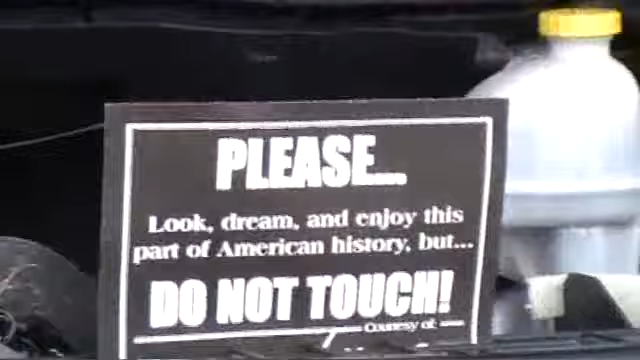 PLEASE...
Look, dream, and enjoy this
part of American history, but...
DO NOT TOUCH!
Courtesy of: